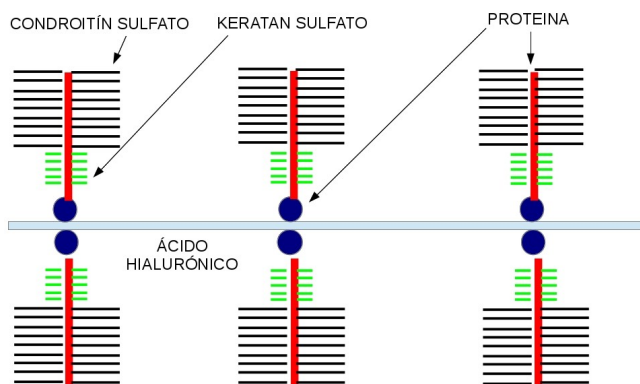 CONDROITÍN SULFATO
KERATAN SULFATO
PROTEINA
ÁCIDO
HIALURÓNICO